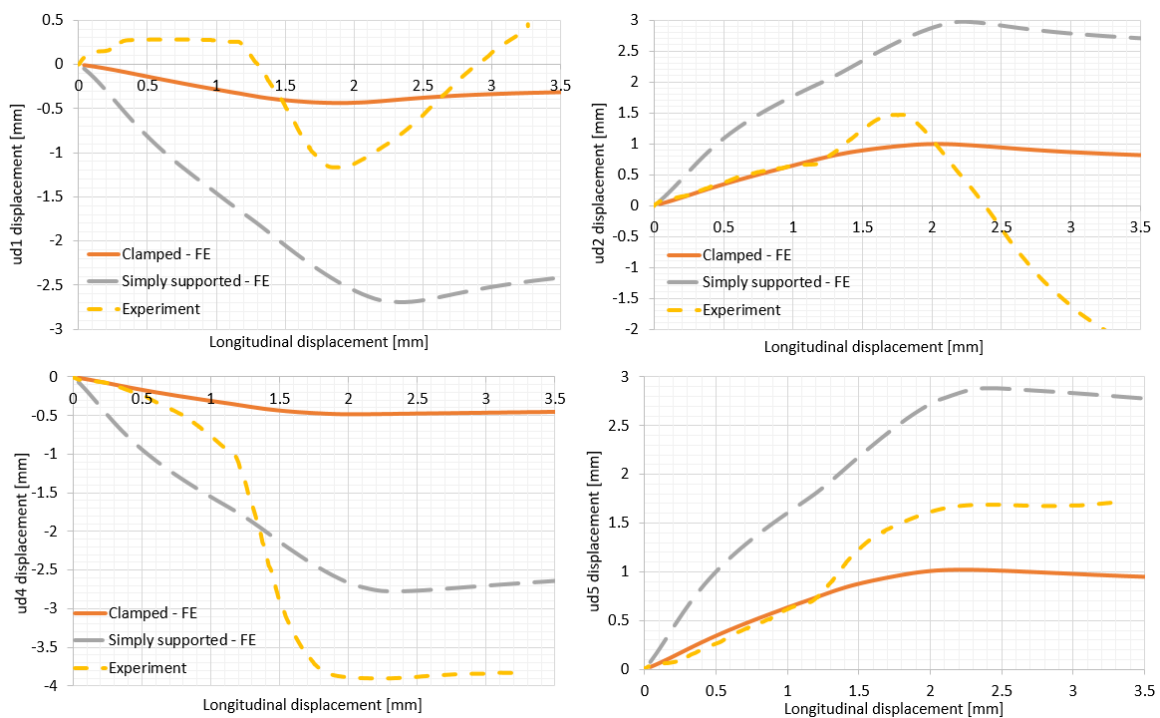 0.5
0
-0.5
-1
-1.5
-2
-2.5
-3
0 0.5 1 1.5 2 2.5 3 3.5
ud1 displacement [mm]
Longitudinal displacement [mm]
Clamped - FE
Simply supported - FE
Experiment
3
2.5
2
1.5
1
0.5
0
-0.5
-1
-1.5
-2
0 0.5 1 1.5 2 2.5 3 3.5
ud2 displacement [mm]
Longitudinal displacement [mm]
Clamped - FE
Simply supported - FE
Experiment
0
-0.5
-1
-1.5
-2
-2.5
-3
-3.5
-4
0 0.5 1 1.5 2 2.5 3 3.5
ud4 displacement [mm]
Longitudinal displacement [mm]
Clamped - FE
Simply supported - FE
Experiment
3
2.5
2
1.5
1
0.5
0
0 0.5 1 1.5 2 2.5 3 3.5
ud5 displacement [mm]
Longitudinal displacement [mm]